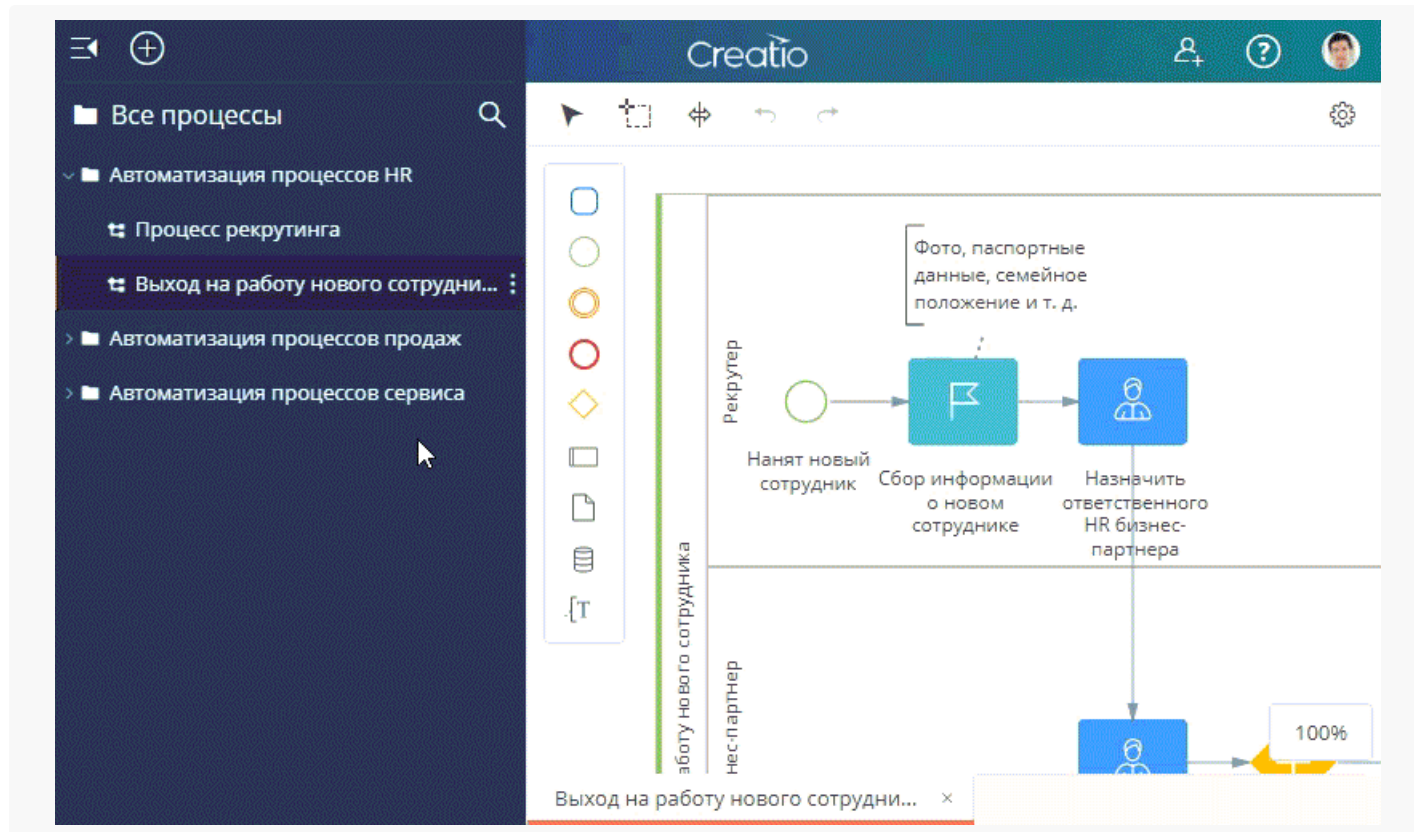 Creatio
Все процессы
Автоматизация процессов HR
Процесс рекрутинга
Выход на работу нового сотрудни...
Автоматизация процессов продаж
Автоматизация процессов сервиса
Фото, паспортные
данные, семейное
положение и т. д.
Рекрутер
Нанят новый
сотрудник
Сбор информации
о новом
сотруднике
Назначить
ответственного
HR бизнес-
партнера
аботу нового сотрудника
нес-партнер
T
100%
Выход на работу нового сотрудни...